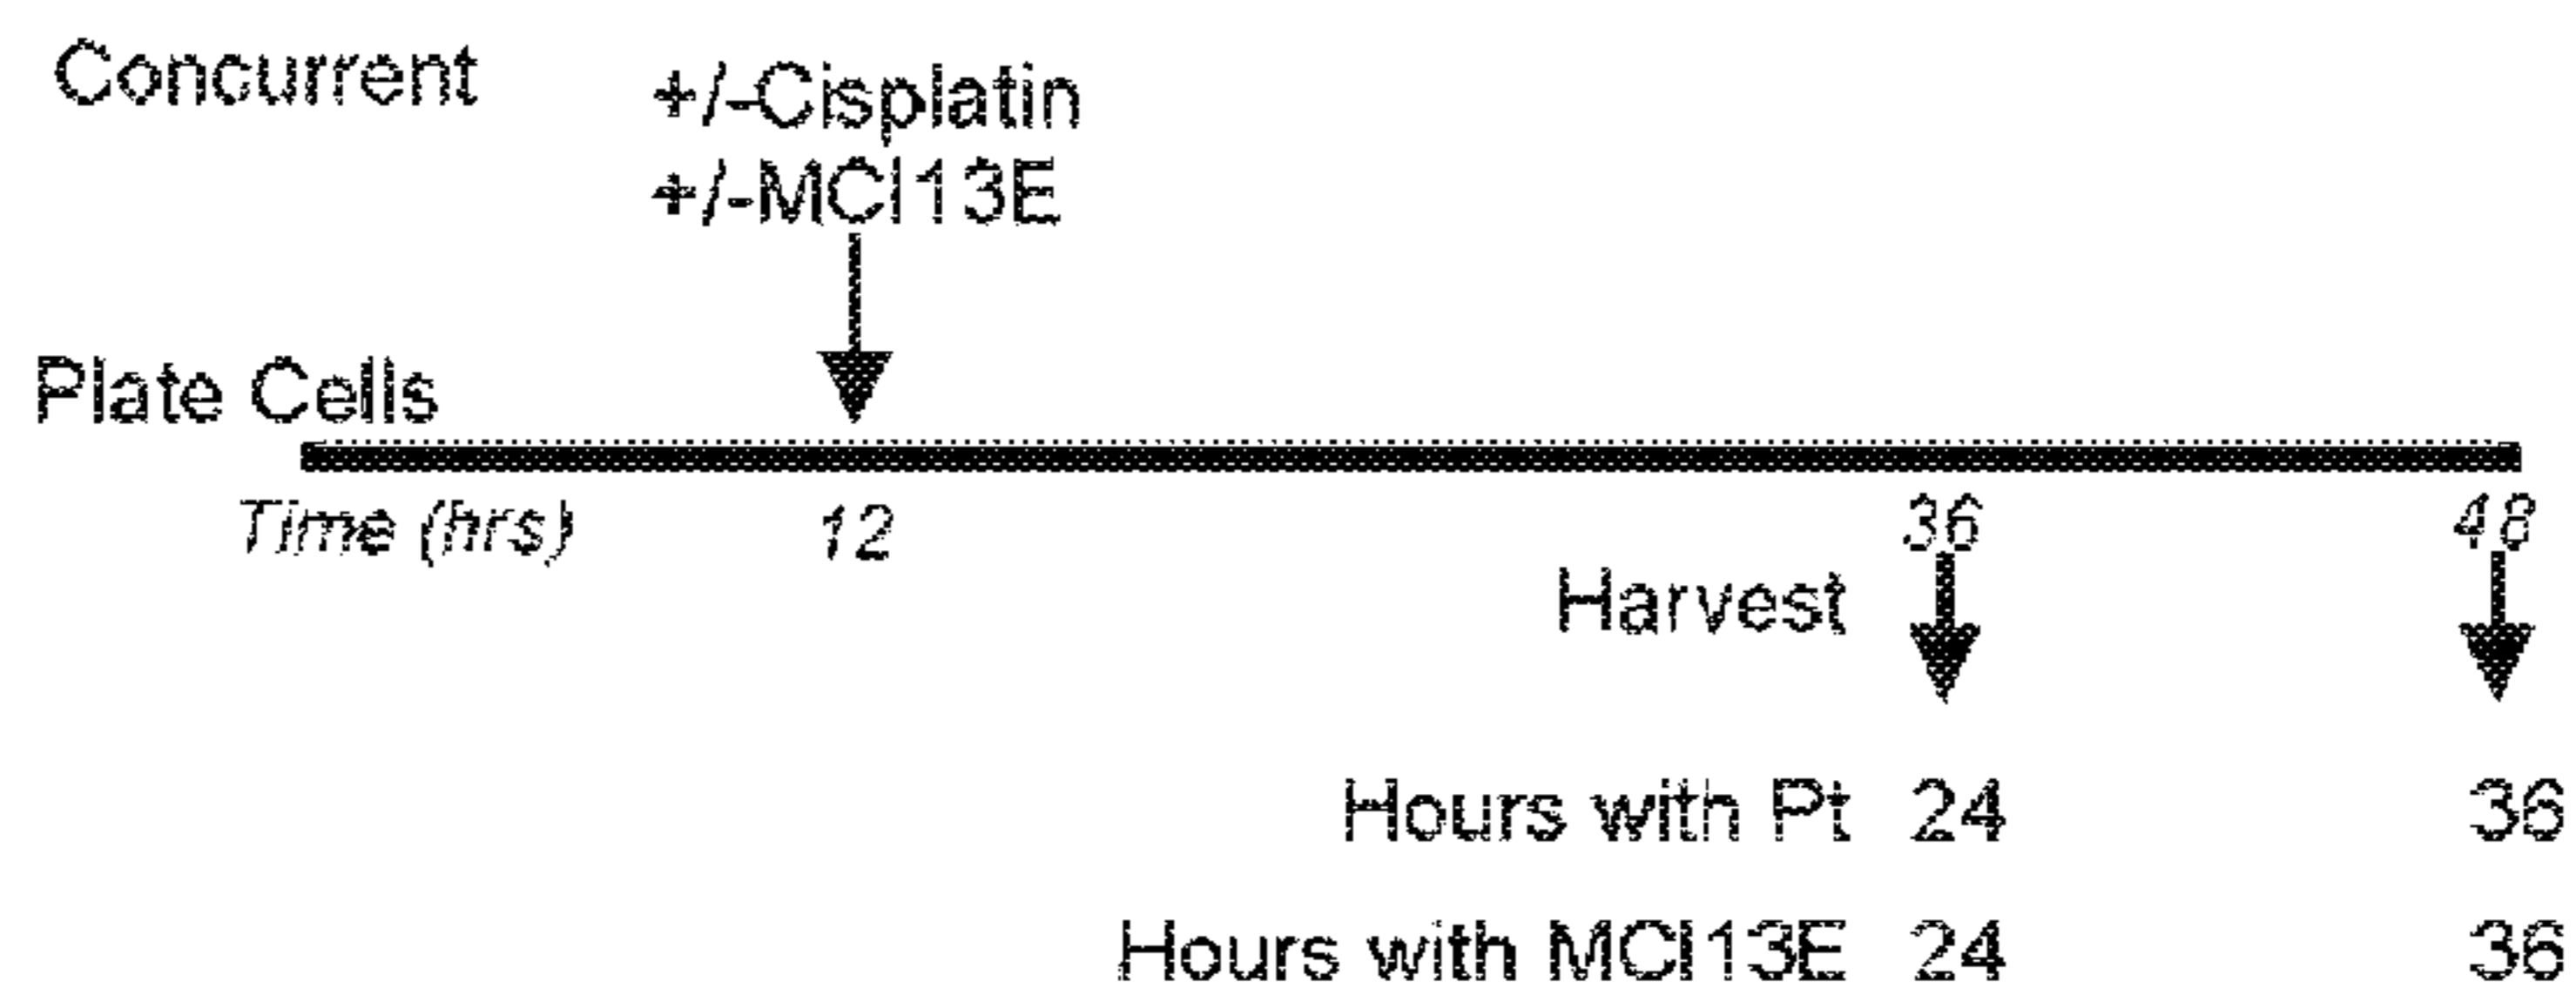 Concurrent
+/-Cisplatin
+/-MCI13E
Plate Cells
Time (hrs) 12 36 48
Harvest
Hours with Pt 24 36
Hours with MCI13E 24 36